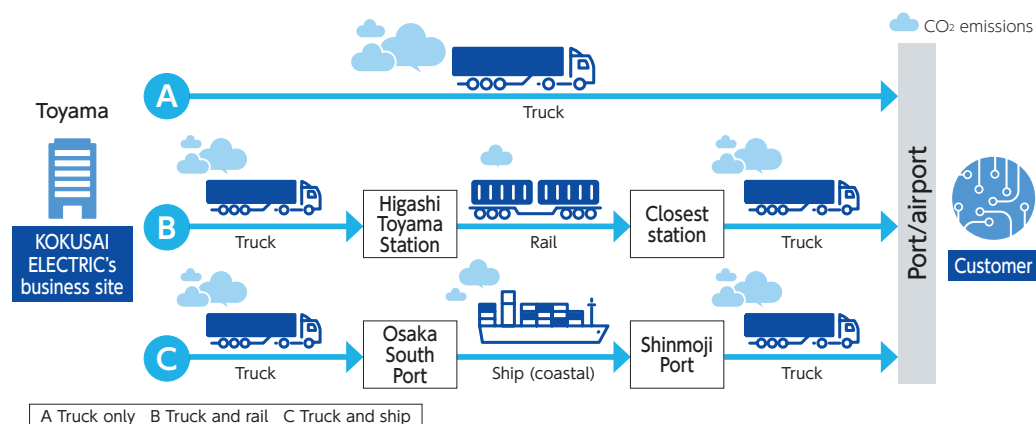 CO₂ emissions
Toyama
KOKUSAI
ELECTRIC's
business site
A
Truck
B
Truck
Higashi
Toyama
Station
Rail
Closest
station
Truck
C
Truck
Osaka
South
Port
Ship (coastal)
Shinmoji
Port
Truck
Port/airport
Customer
A Truck only B Truck and rail C Truck and ship